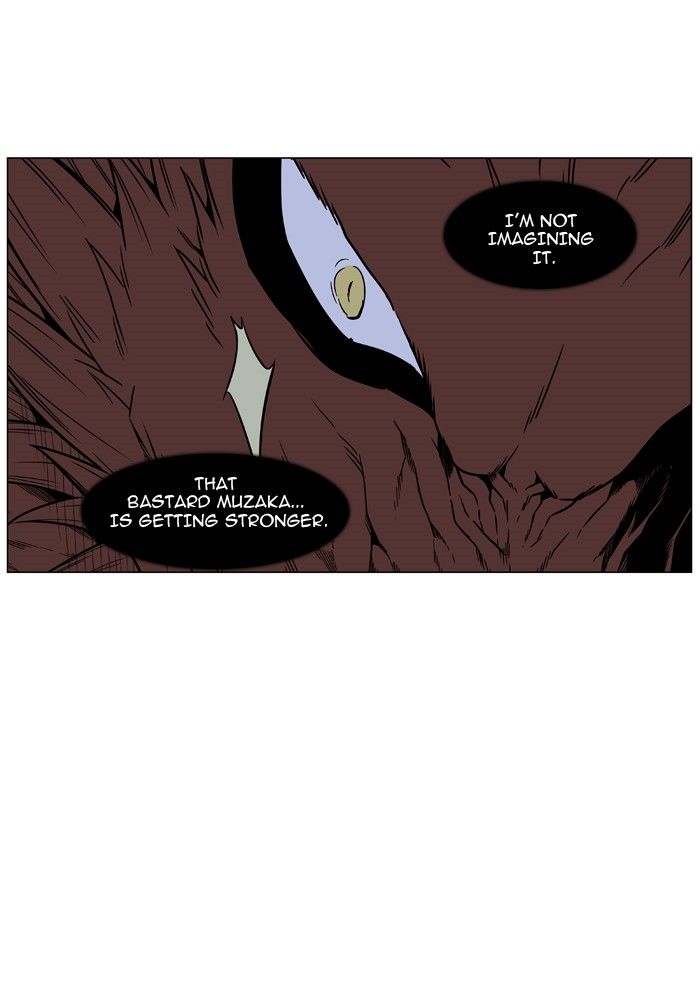 I'M NOT
IMAGINING
IT.
THAT
BASTARD MUZAKA...
IS GETTING STRONGER.